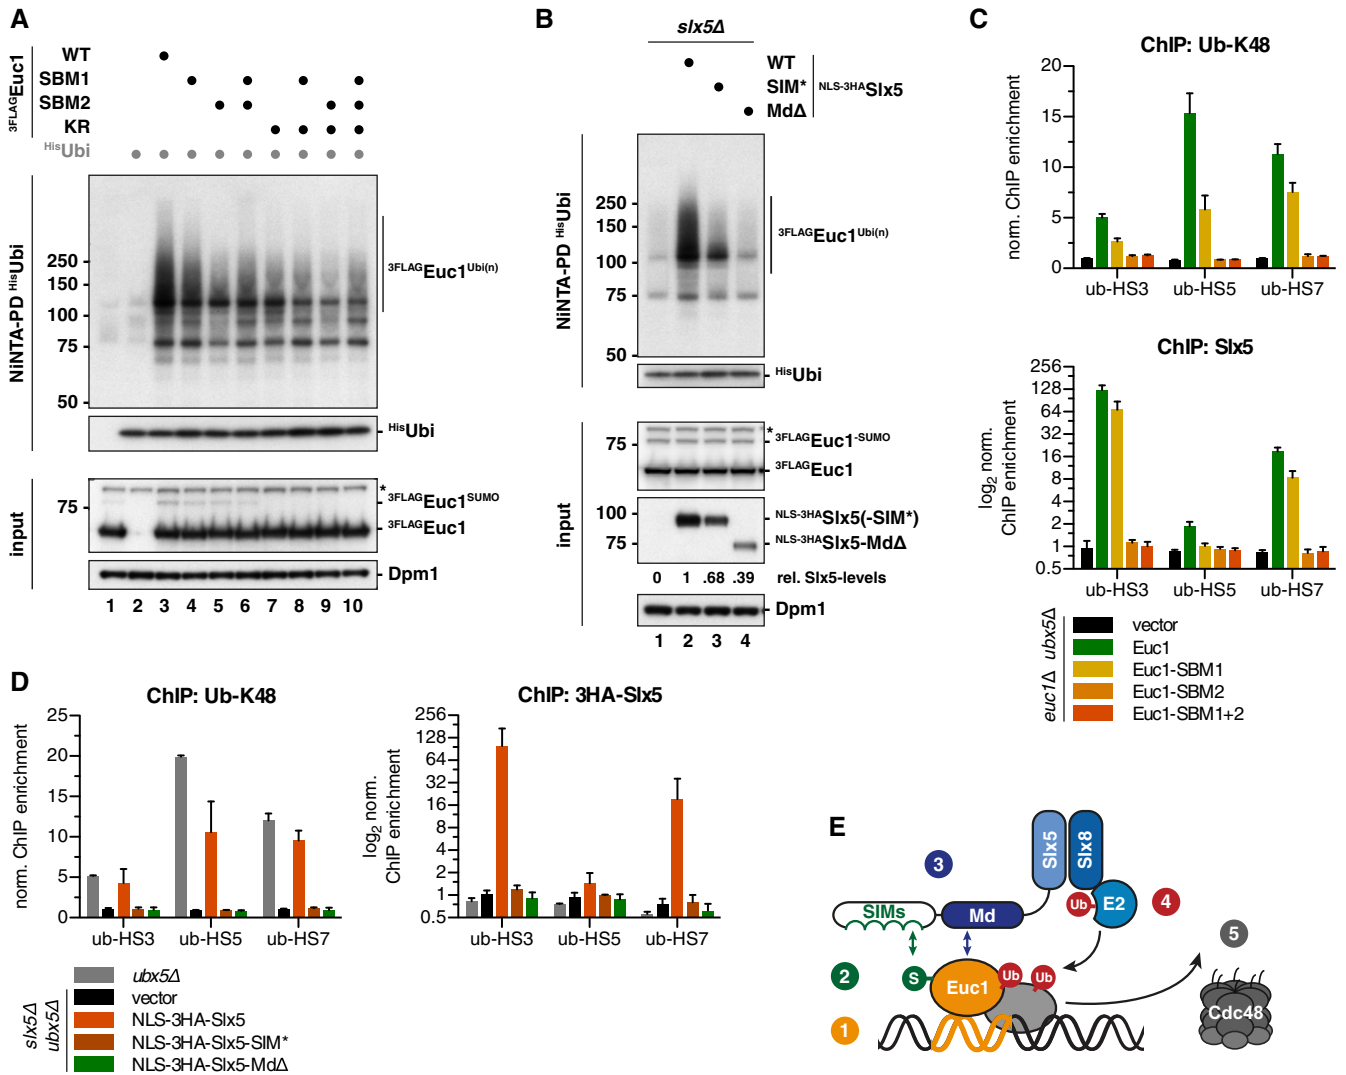 A
3FLAGEuc1
WT
SBM1
SBM2
KR
HisUbi
NiNTA-PD HisUbi
250
150
100
75
50
3FLAGEuc1Ubi(n)
HisUbi
input
75
*
3FLAGEuc1SUMO
3FLAGEuc1
Dpm1
1 2 3 4 5 6 7 8 9 10
B
slx5Δ
WT
SIM*
MdΔ
NLS-3HASlx5
NiNTA-PD HisUbi
250
150
100
75
50
3FLAGEuc1Ubi(n)
HisUbi
input
75
*
3FLAGEuc1-SUMO
3FLAGEuc1
100
75
NLS-3HASlx5(-SIM*)
NLS-3HASlx5-MdΔ
0 1 .68 .39 rel. Slx5-levels
Dpm1
1 2 3 4
C
ChIP: Ub-K48
norm. ChIP enrichment
20
15
10
5
0
ub-HS3 ub-HS5 ub-HS7
ChIP: Slx5
log2 norm.
ChIP enrichment
256
128
64
32
16
8
4
2
1
0.5
ub-HS3 ub-HS5 ub-HS7
euc1Δ ubx5Δ
vector
Euc1
Euc1-SBM1
Euc1-SBM2
Euc1-SBM1+2
D
ChIP: Ub-K48
norm. ChIP enrichment
25
20
15
10
5
0
ub-HS3 ub-HS5 ub-HS7
ChIP: 3HA-Slx5
log2 norm.
ChIP enrichment
256
128
64
32
16
8
4
2
1
0.5
ub-HS3 ub-HS5 ub-HS7
ubx5Δ
slx5Δ
ubx5Δ
vector
NLS-3HA-Slx5
NLS-3HA-Slx5-SIM*
NLS-3HA-Slx5-MdΔ
E
3
Slx5
Slx8
SIMs
Md
Ub
E2
4
5
2
S
Euc1
Ub
Ub
1
Cdc48